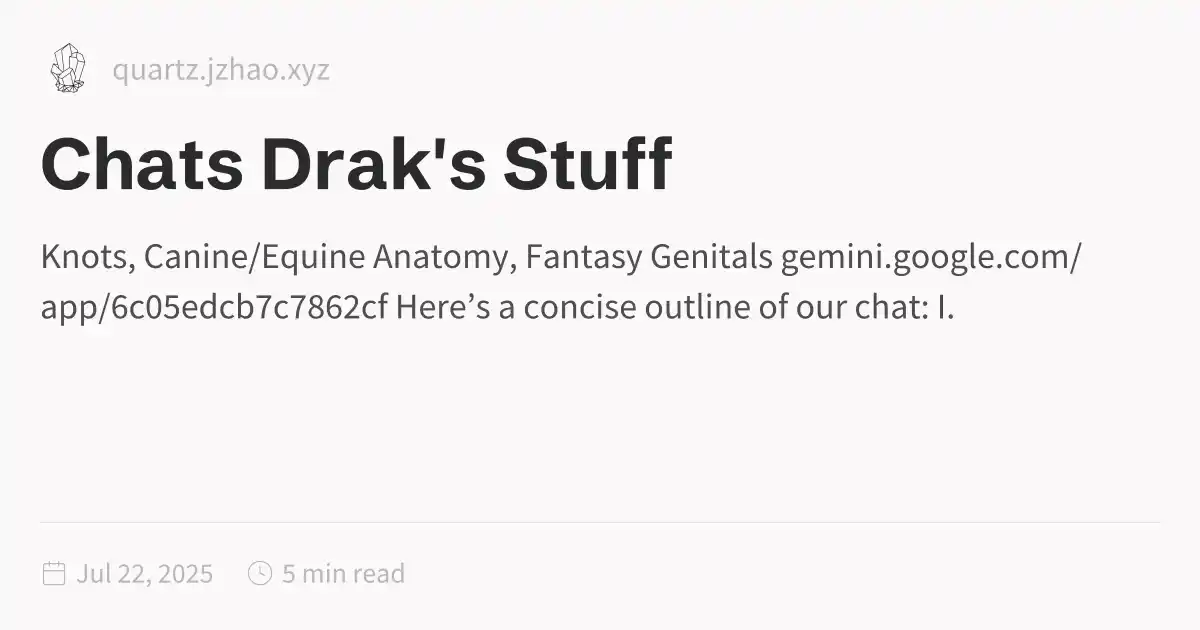 quartz.jzhao.xyz
Chats Drak's Stuff
Knots, Canine/Equine Anatomy, Fantasy Genitals gemini.google.com/
app/6c05edcb7c7862cf Here’s a concise outline of our chat: I.
Jul 22, 2025 5 min read